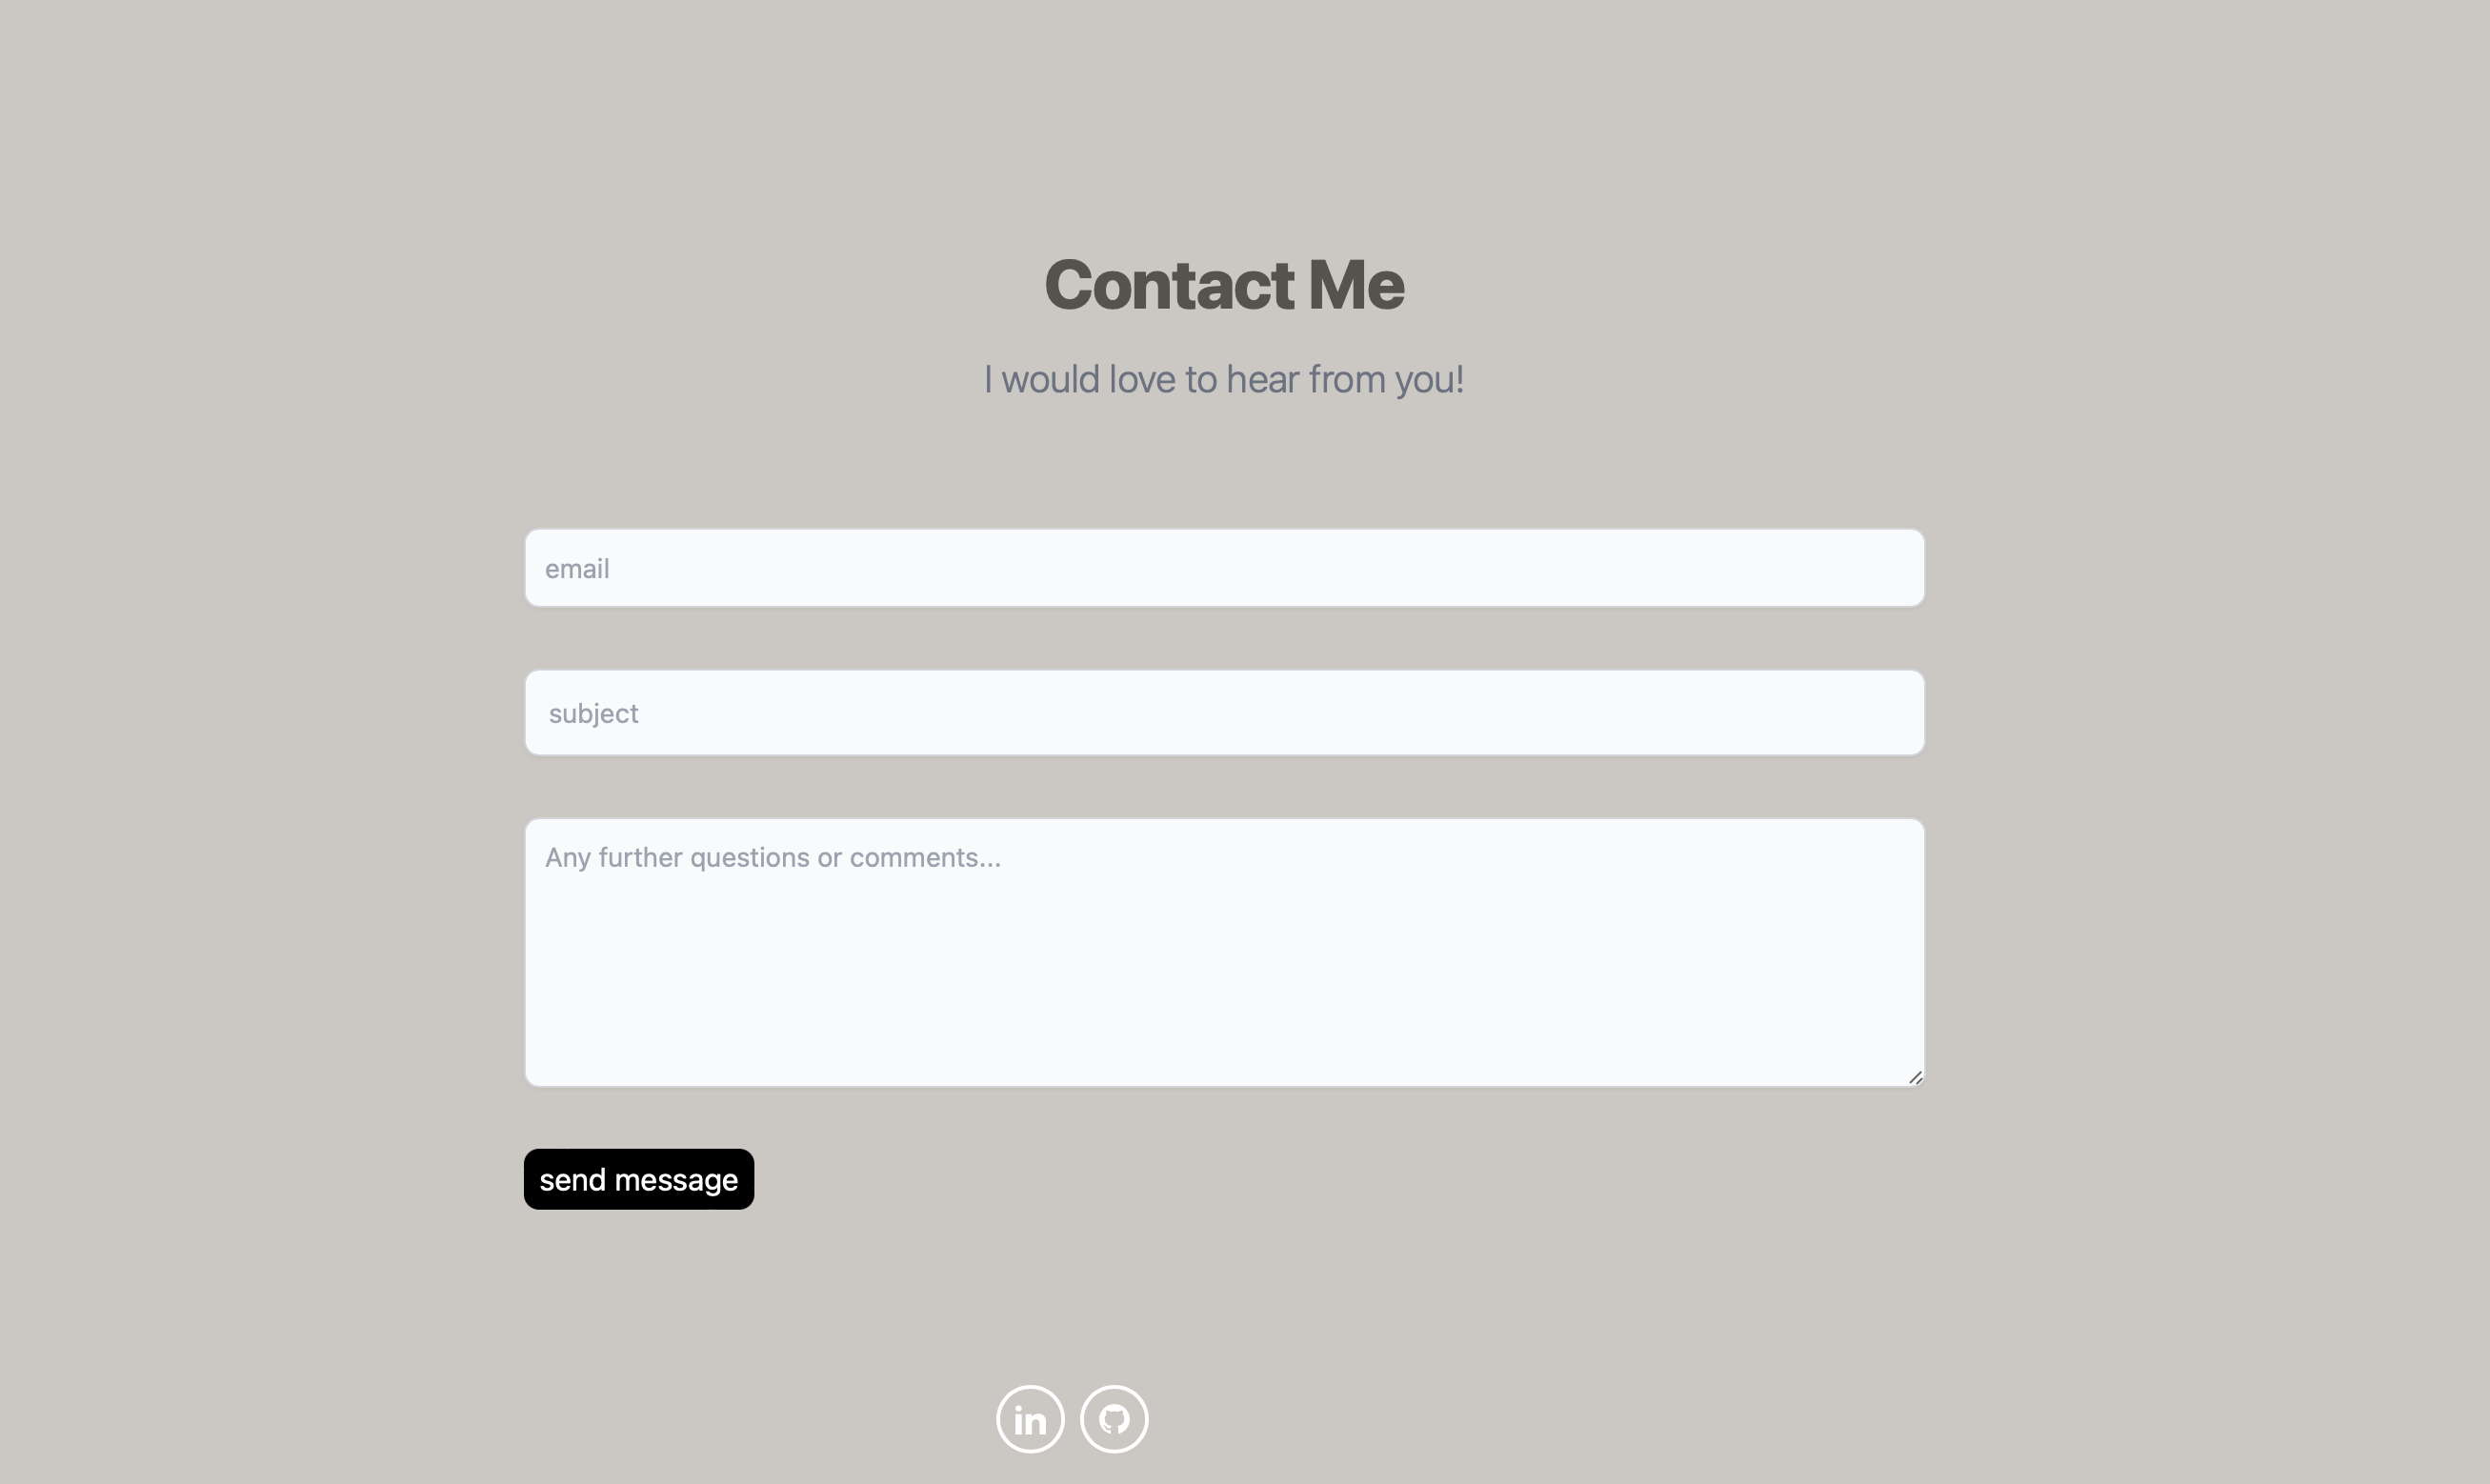 Contact Me
I would love to hear from you!
email
subject
Any further questions or comments...
send message
in